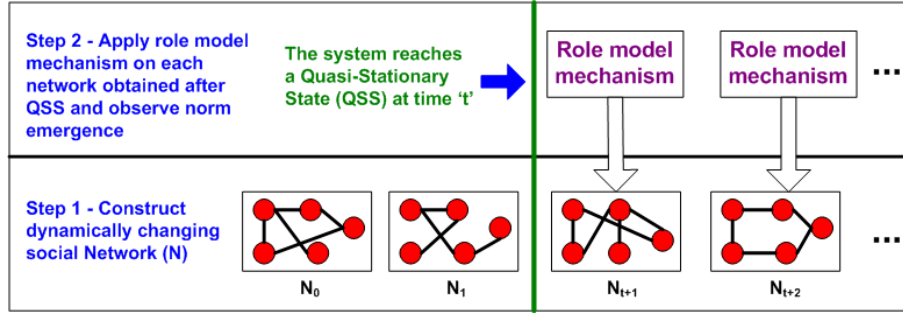 Step 2 - Apply role model
mechanism on each
network obtained after
QSS and observe norm
emergence
The system reaches
a Quasi-Stationary
State (QSS) at time ‘t’
Role model
mechanism
Role model
mechanism
...
Step 1 - Construct
dynamically changing
social Network (N)
...
N0
N1
Nt+1
Nt+2